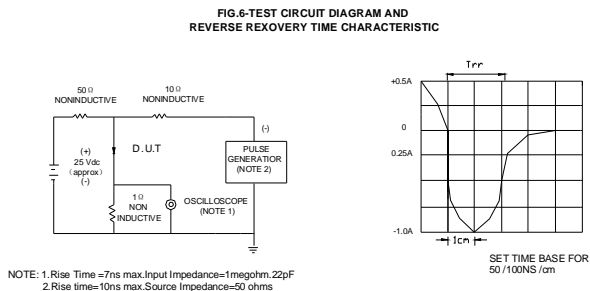 FIG.6-TEST CIRCUIT DIAGRAM AND
REVERSE REXOVERY TIME CHARACTERISTIC
50 Ω
NONINDUCTIVE
10 Ω
NONINDUCTIVE
(+)
25 Vdc
(approx)
(-)
D.U.T
1 Ω
NON
INDUCTIVE
OSCILLOSCOPE
(NOTE 1)
(-)
PULSE
GENERATIOR
(NOTE 2)
Trr
+0.5A
0
0.25A
-1.0A
1cm
SET TIME BASE FOR
50 /100NS /cm
NOTE: 1.Rise Time =7ns max.Input Impedance=1megohm.22pF
2.Rise time=10ns max.Source Impedance=50 ohms